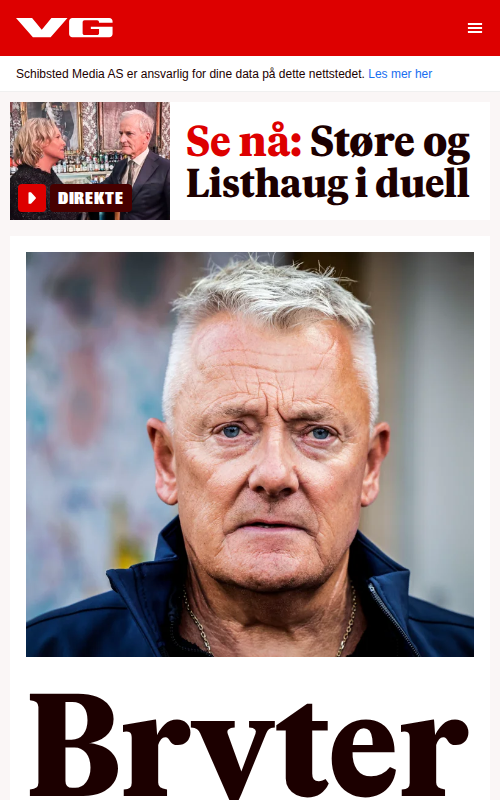 VG
Schibsted Media AS er ansvarlig for dine data på dette nettstedet. Les mer her
Se nå: Støre og
Listhaug i duell
DIREKTE
Bryter